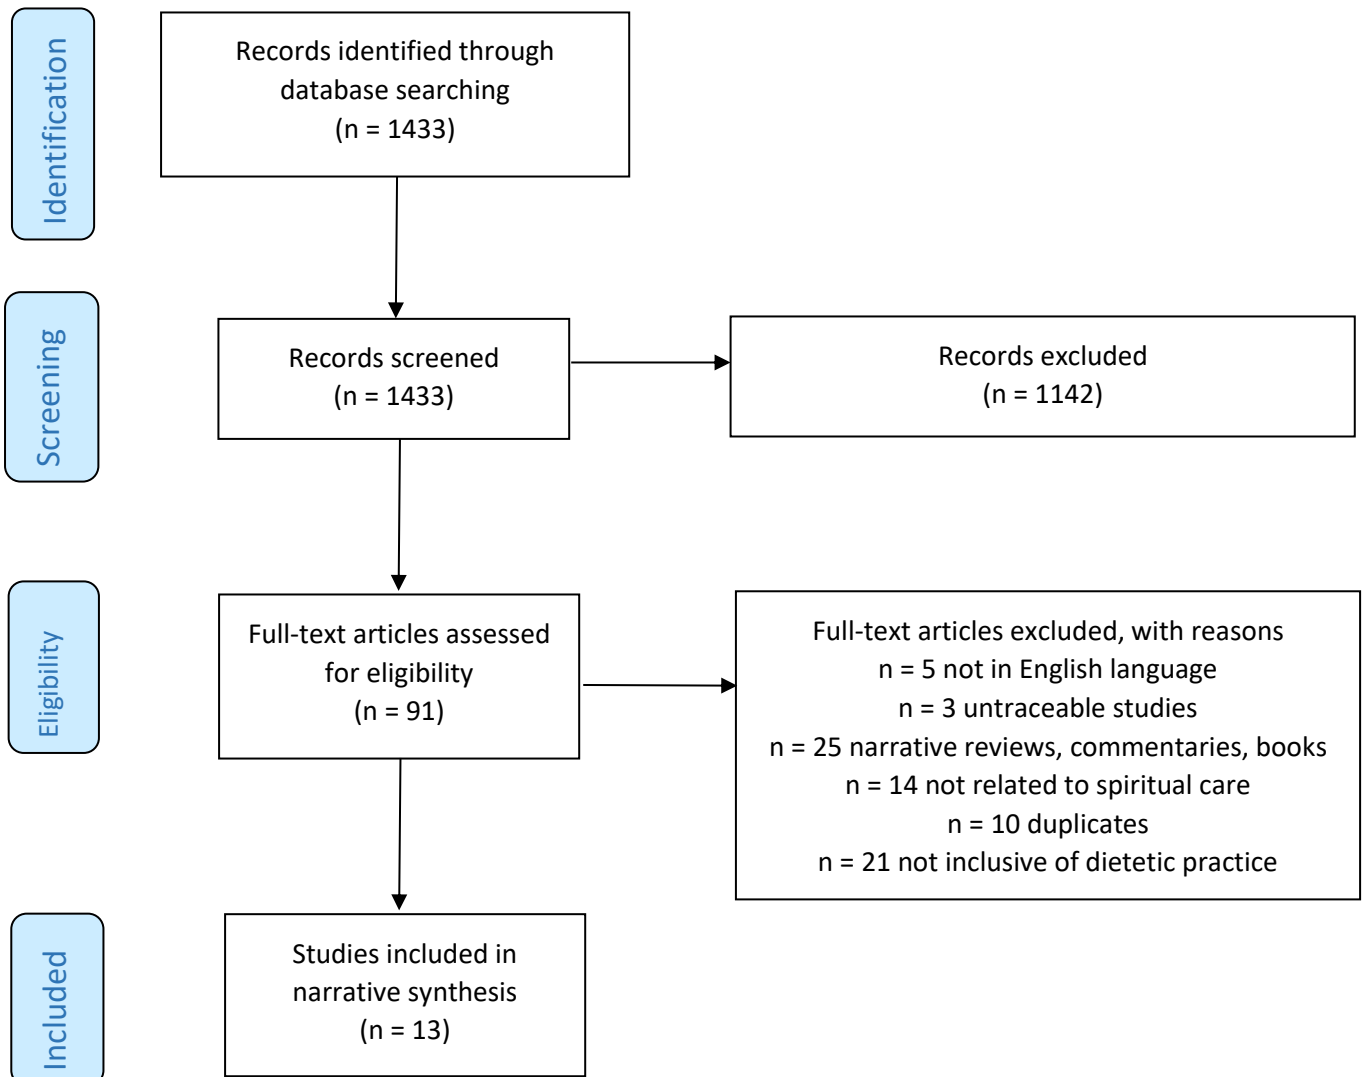 Identification
Records identified through
database searching
(n = 1433)
Screening
Records screened
(n = 1433)
Records excluded
(n = 1142)
Eligibility
Full-text articles assessed
for eligibility
(n = 91)
Full-text articles excluded, with reasons
n = 5 not in English language
n = 3 untraceable studies
n = 25 narrative reviews, commentaries, books
n = 14 not related to spiritual care
n = 10 duplicates
n = 21 not inclusive of dietetic practice
Included
Studies included in
narrative synthesis
(n = 13)